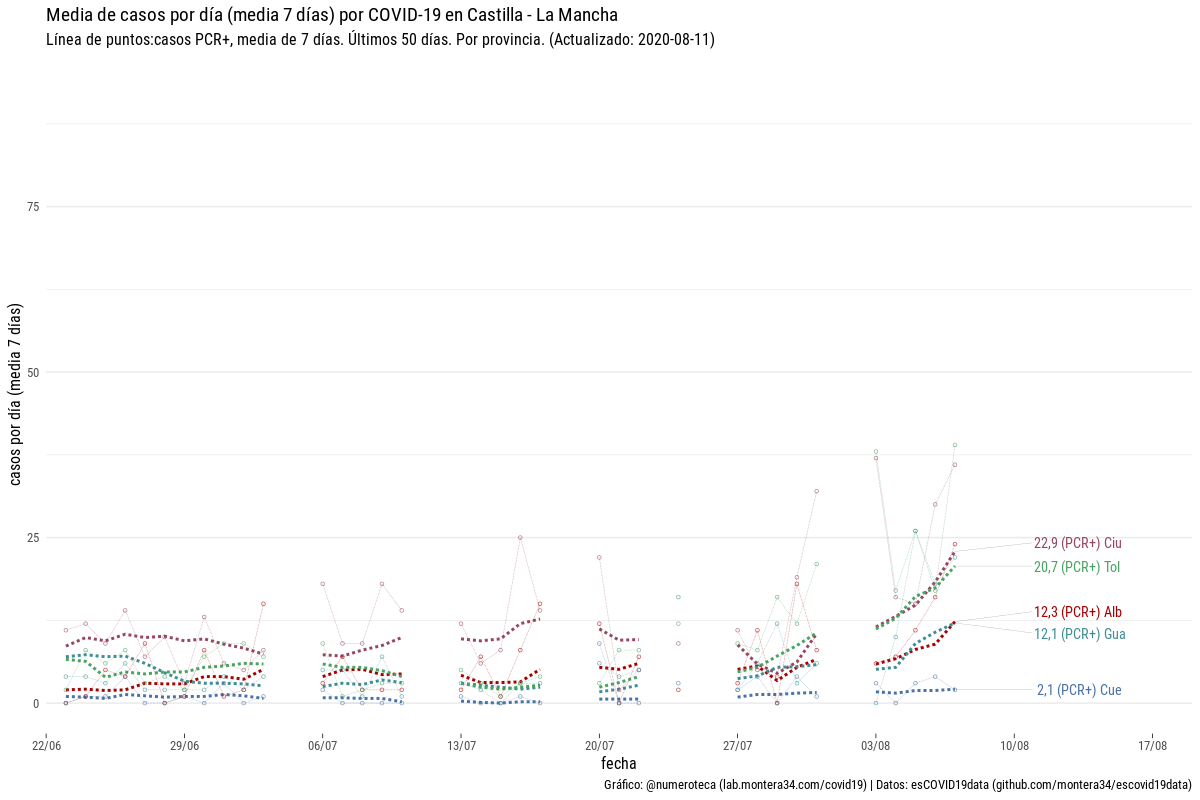 Media de casos por día (media 7 días) por COVID-19 en Castilla - La Mancha
Línea de puntos:casos PCR+, media de 7 días. Últimos 50 días. Por provincia. (Actualizado: 2020-08-11)
casos por día (media 7 días)
75
50
25
0
22,9 (PCR+) Ciu
20,7 (PCR+) Tol
12,3 (PCR+) Alb
12,1 (PCR+) Gua
2,1 (PCR+) Cue
22/06 29/06 06/07 13/07 20/07 27/07 03/08 10/08 17/08
fecha
Gráfico: @numeroteca (lab.montera34.com/covid19) | Datos: esCOVID19data (github.com/montera34/escovid19data)